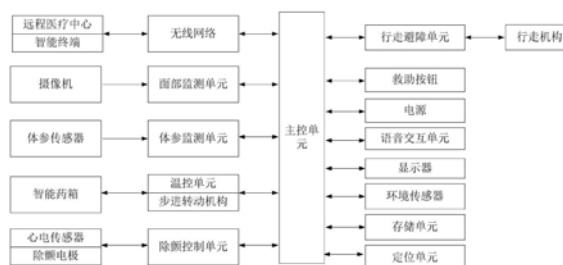 远程医疗中心
智能终端
无线网络
行走避障单元
行走机构
摄像机
面部监测单元
救助按钮
电源
体参传感器
体参监测单元
主控单
元
语音交互单元
显示器
智能药箱
温控单元
步进转动机构
环境传感器
存储单元
心电传感器
除颤电极
除颤控制单元
定位单元